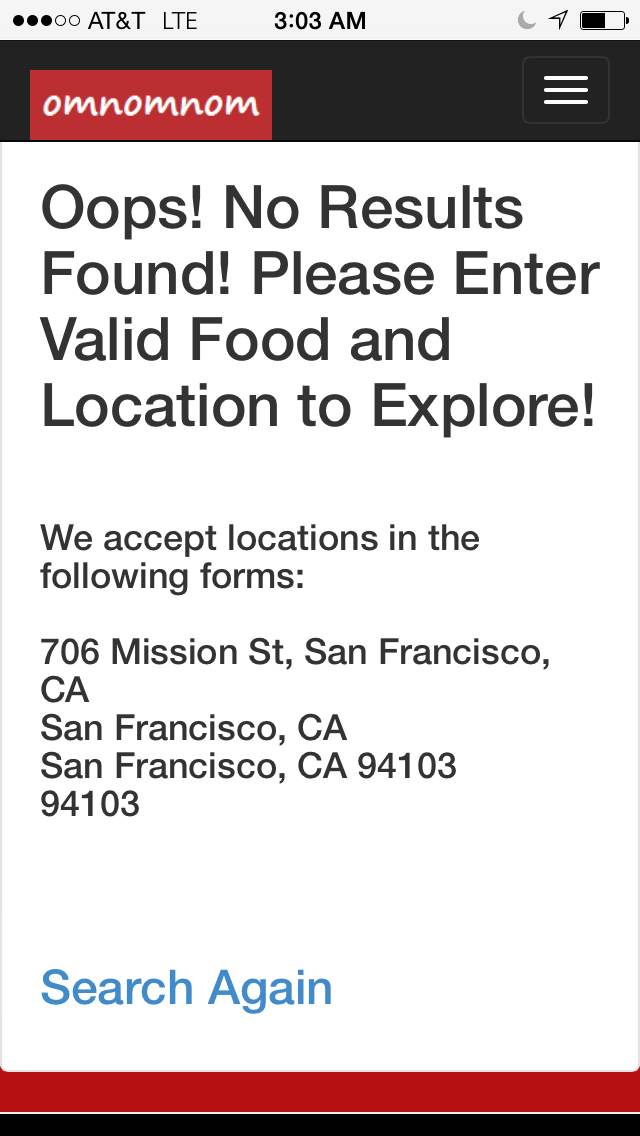 AT&T LTE 3:03 AM
omnomnom
Oops! No Results
Found! Please Enter
Valid Food and
Location to Explore!
We accept locations in the
following forms:
706 Mission St, San Francisco,
CA
San Francisco, CA
San Francisco, CA 94103
94103
Search Again